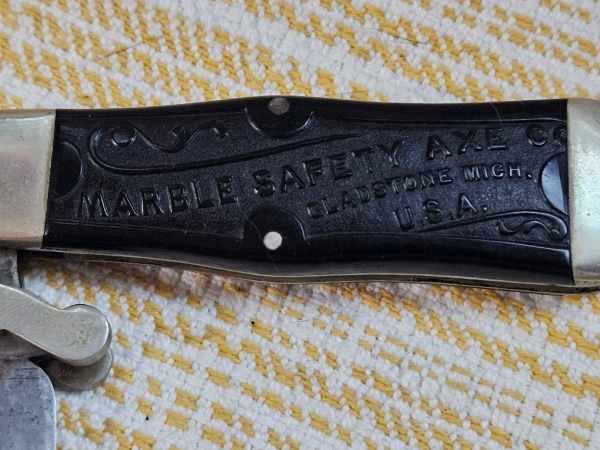 MARBLE SAFETY AXE CO
GLADSTONE MICH.
U.S.A.